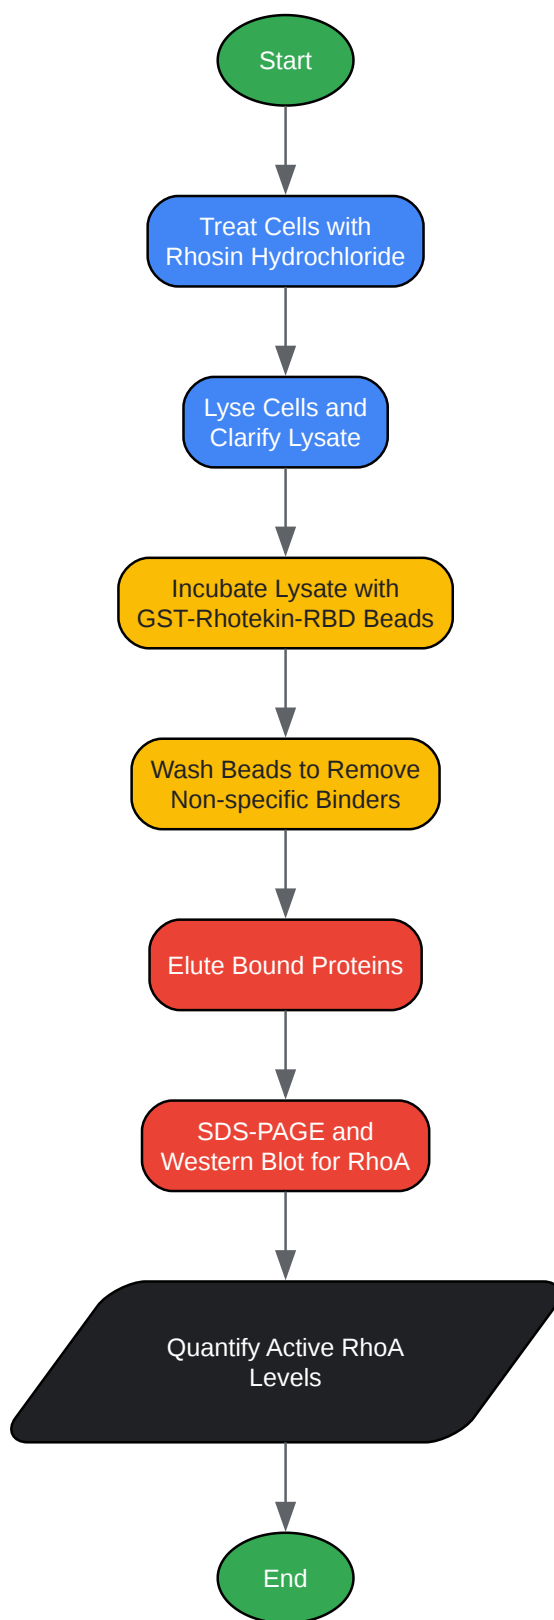 Start
Treat Cells with
Rhosin Hydrochloride
Lyse Cells and
Clarify Lysate
Incubate Lysate with
GST-Rhotekin-RBD Beads
Wash Beads to Remove
Non-specific Binders
Elute Bound Proteins
SDS-PAGE and
Western Blot for RhoA
Quantify Active RhoA
Levels
End